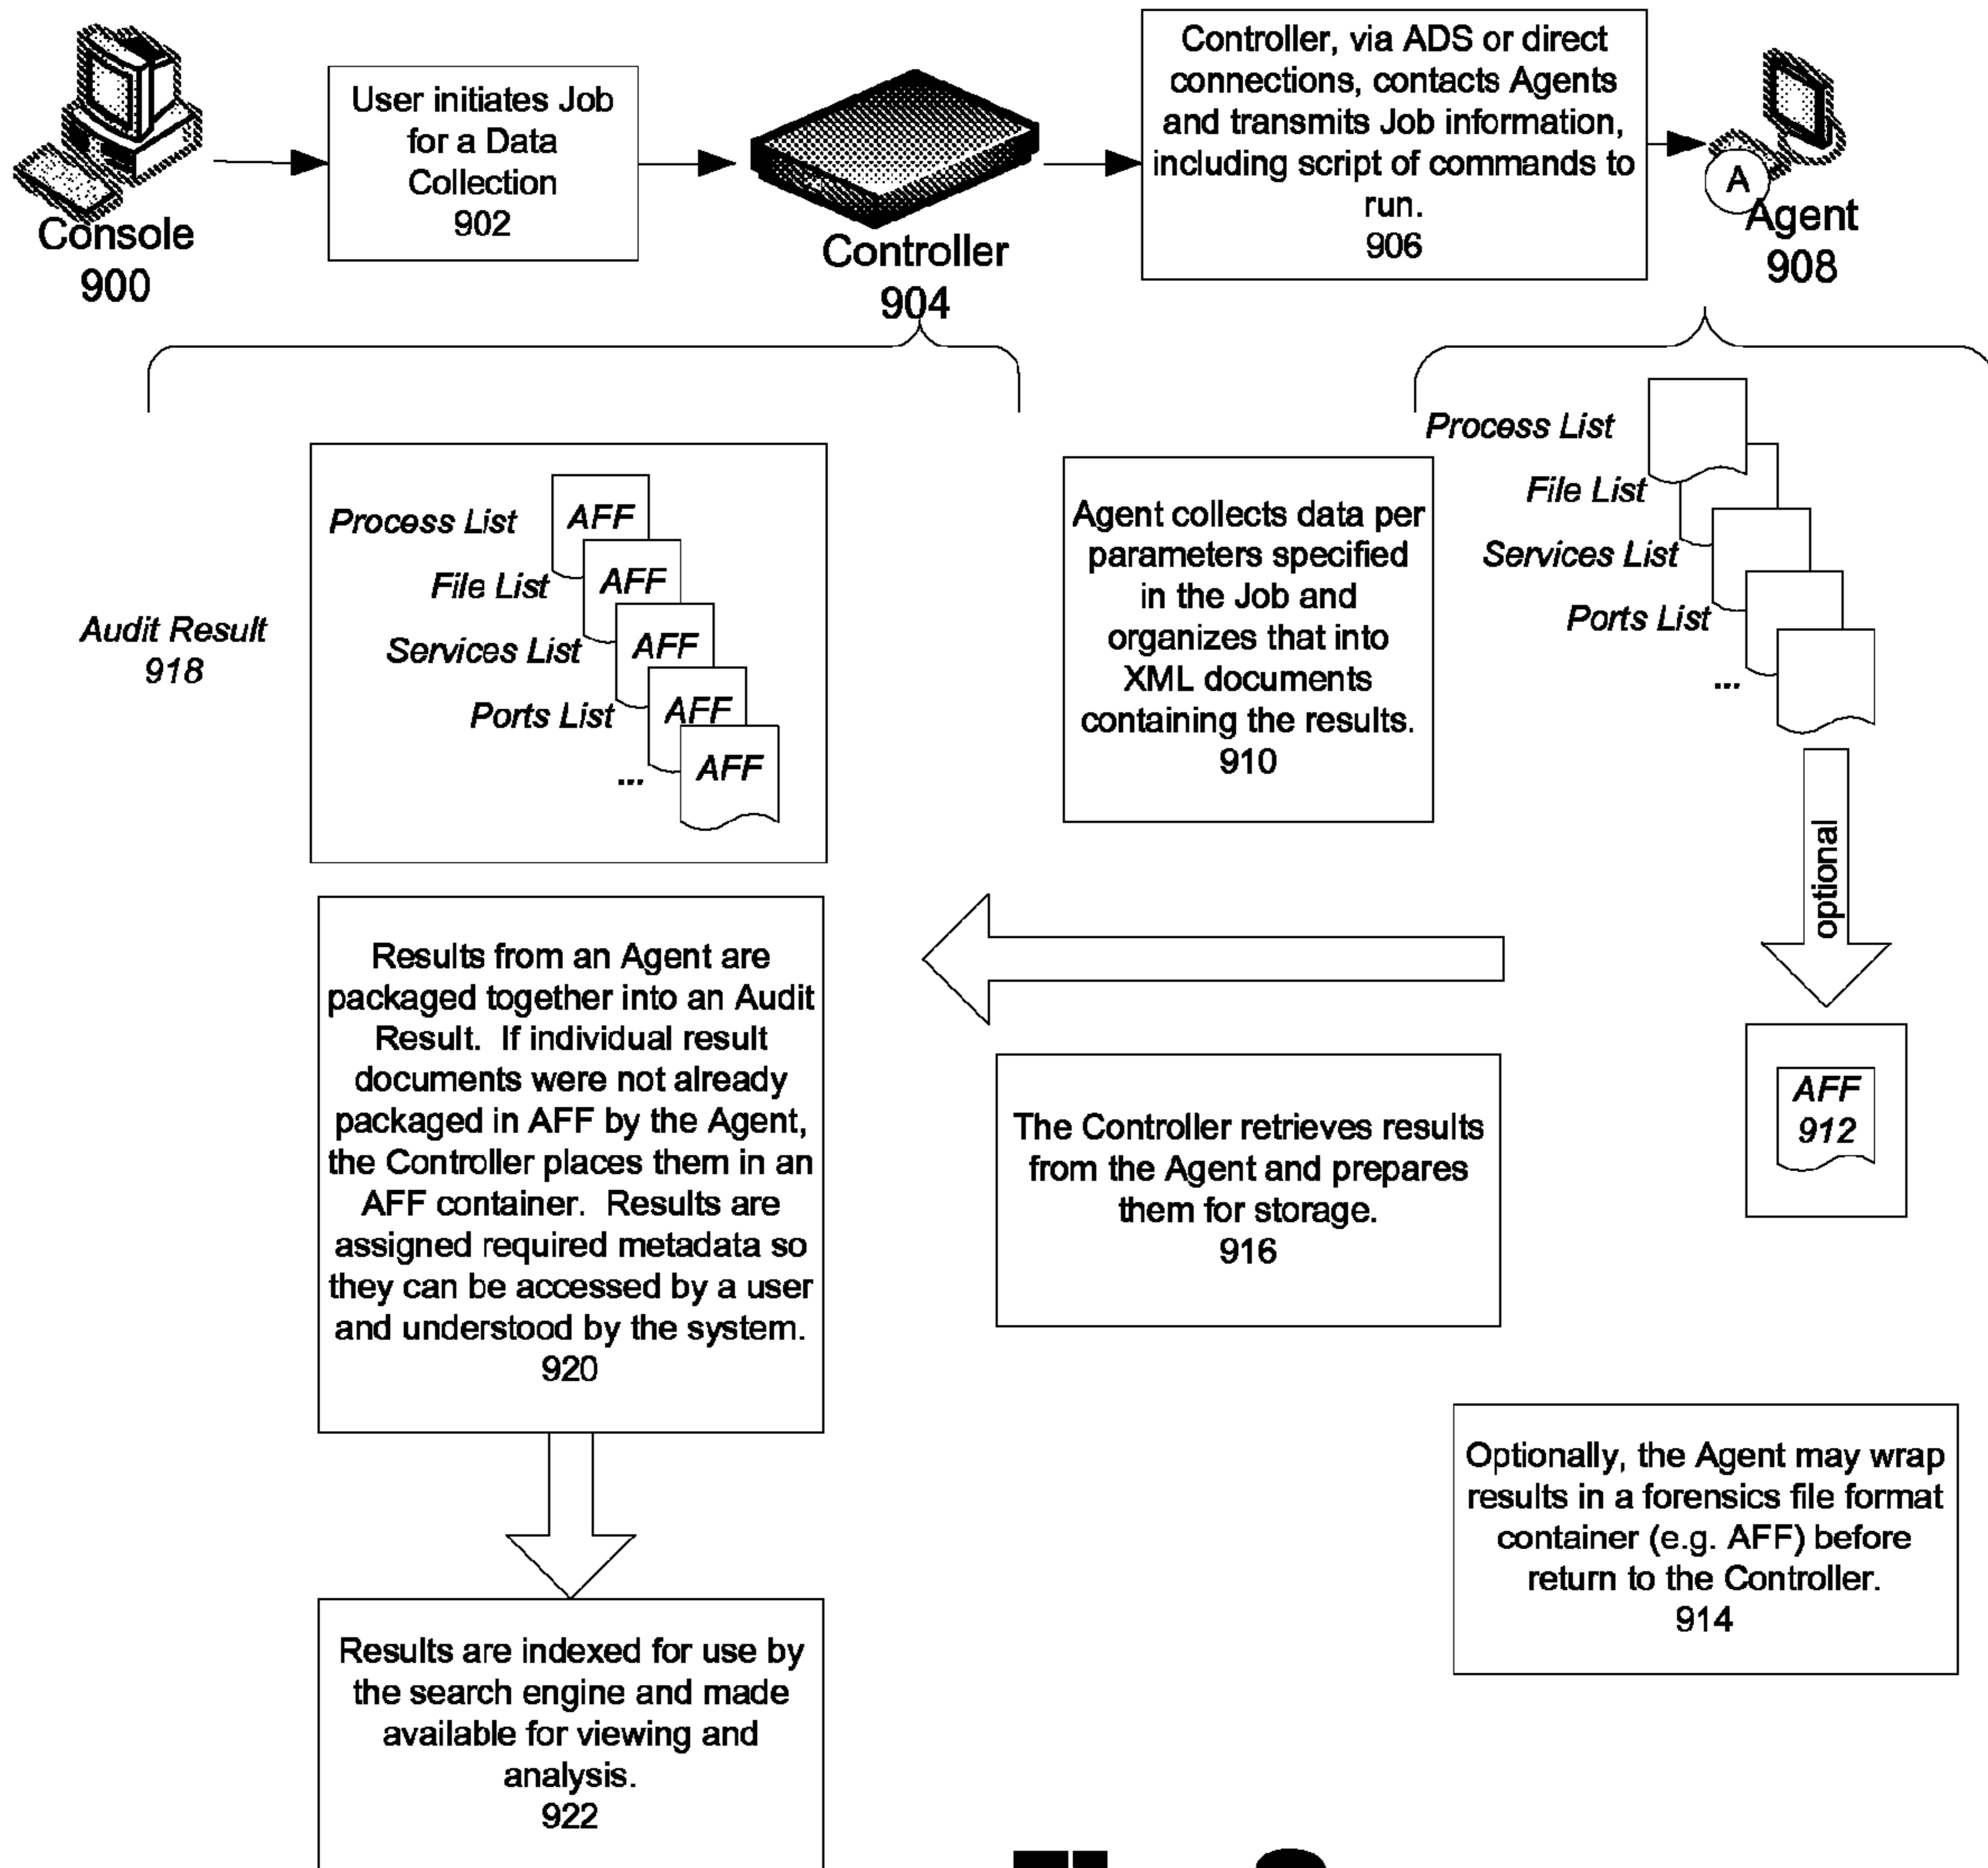 User initiates Job
for a Data
Collection
902
Controller, via ADS or direct
connections, contacts Agents
and transmits Job information,
including script of commands to
run.
906
Console
900
Controller
904
A
Agent
908
Audit Result
918
Process List
AFF
File List
AFF
Services List
AFF
Ports List
AFF
...
AFF
Agent collects data per
parameters specified
in the Job and
organizes that into
XML documents
containing the results.
910
Process List
File List
Services List
Ports List
...
optional
AFF
912
Results from an Agent are
packaged together into an Audit
Result. If individual result
documents were not already
packaged in AFF by the Agent,
the Controller places them in an
AFF container. Results are
assigned required metadata so
they can be accessed by a user
and understood by the system.
920
The Controller retrieves results
from the Agent and prepares
them for storage.
916
Optionally, the Agent may wrap
results in a forensics file format
container (e.g. AFF) before
return to the Controller.
914
Results are indexed for use by
the search engine and made
available for viewing and
analysis.
922